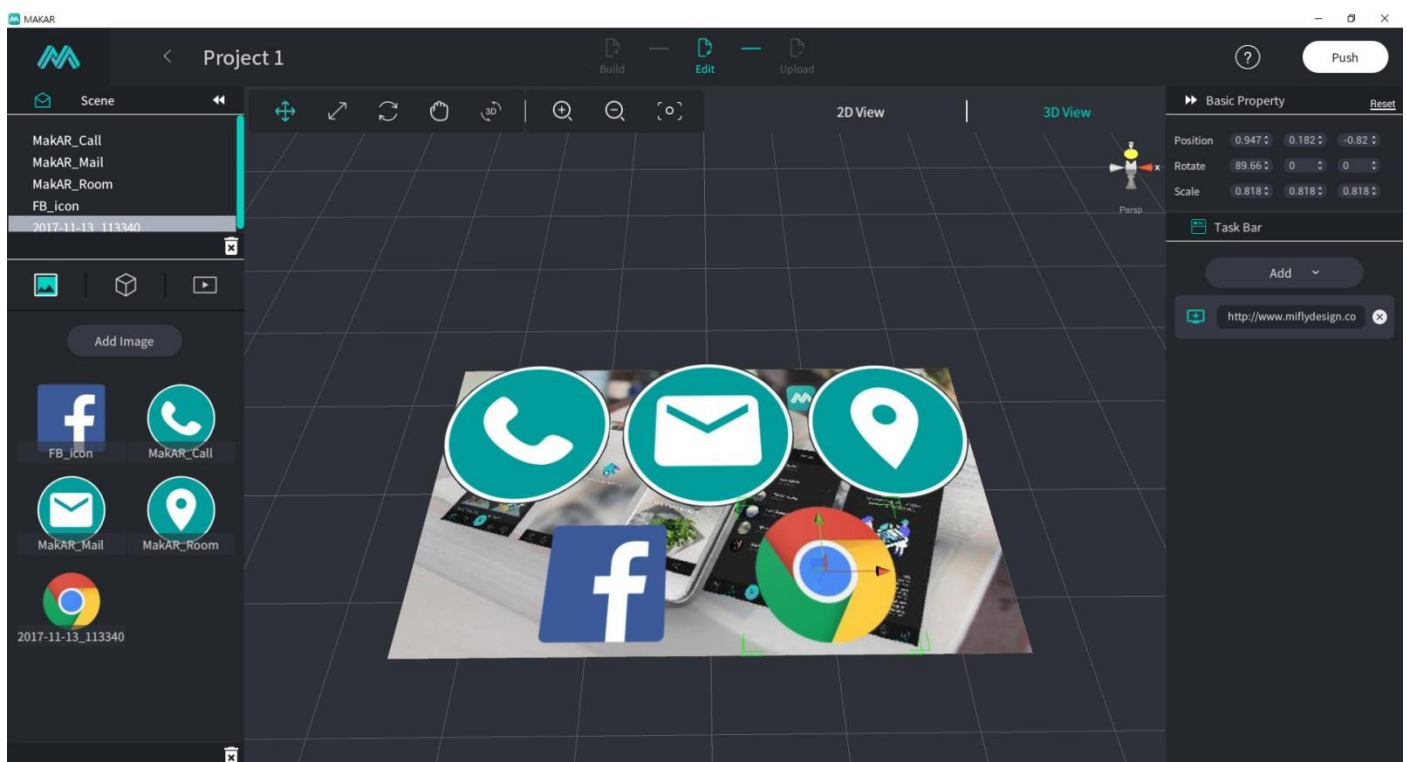 MAKAR
Project 1
Build
Edit
Upload
?
Push
Scene
MakAR_Call
MakAR_Mail
MakAR_Room
FB_icon
2017-11-13_113340
Add Image
FB_icon
MakAR_Call
MakAR_Mail
MakAR_Room
2017-11-13_113340
3D
2D View
3D View
y
x
Persp
Basic Property
Reset
Position 0.947 0.182 -0.82
Rotate 89.66 0 0
Scale 0.818 0.818 0.818
Task Bar
Add
http://www.miflydesign.co